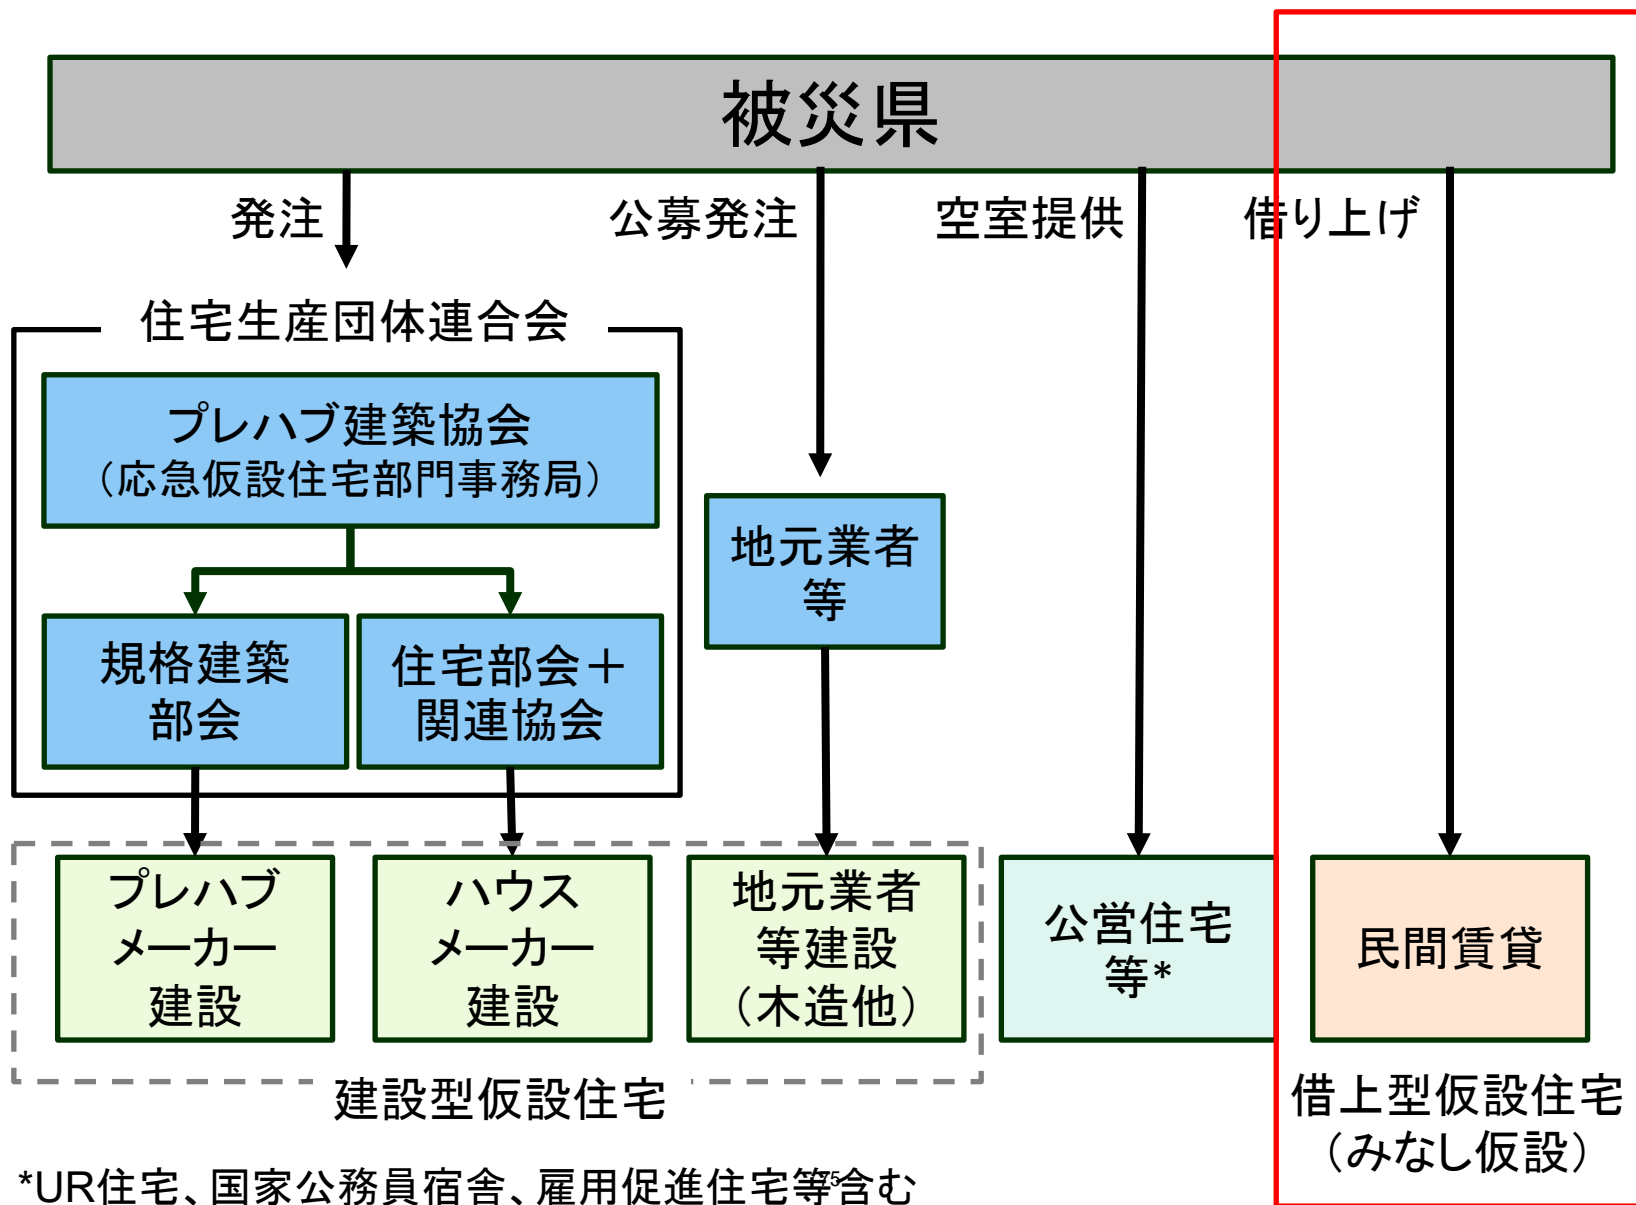 被災県
発注
公募発注
空室提供
借り上げ
住宅生産団体連合会
プレハブ建築協会
（応急仮設住宅部門事務局）
地元業者
等
規格建築
部会
住宅部会＋
関連協会
プレハブ
メーカー
建設
ハウス
メーカー
建設
地元業者
等建設
（木造他）
公営住宅
等*
民間賃貸
建設型仮設住宅
借上型仮設住宅
（みなし仮設）
*UR住宅、国家公務員宿舎、雇用促進住宅等含む
75